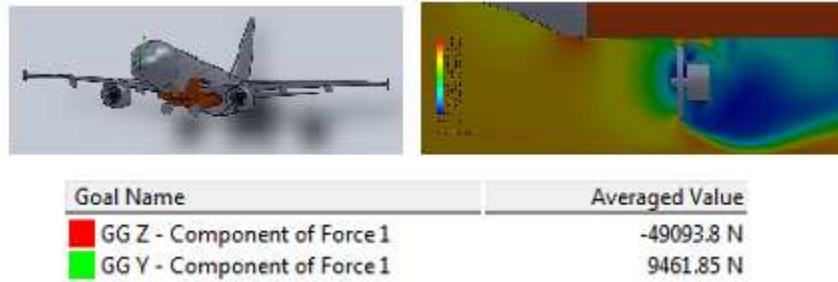 Goal Name Averaged Value
GG Z - Component of Force 1 -49093.8 N
GG Y - Component of Force 1 9461.85 N